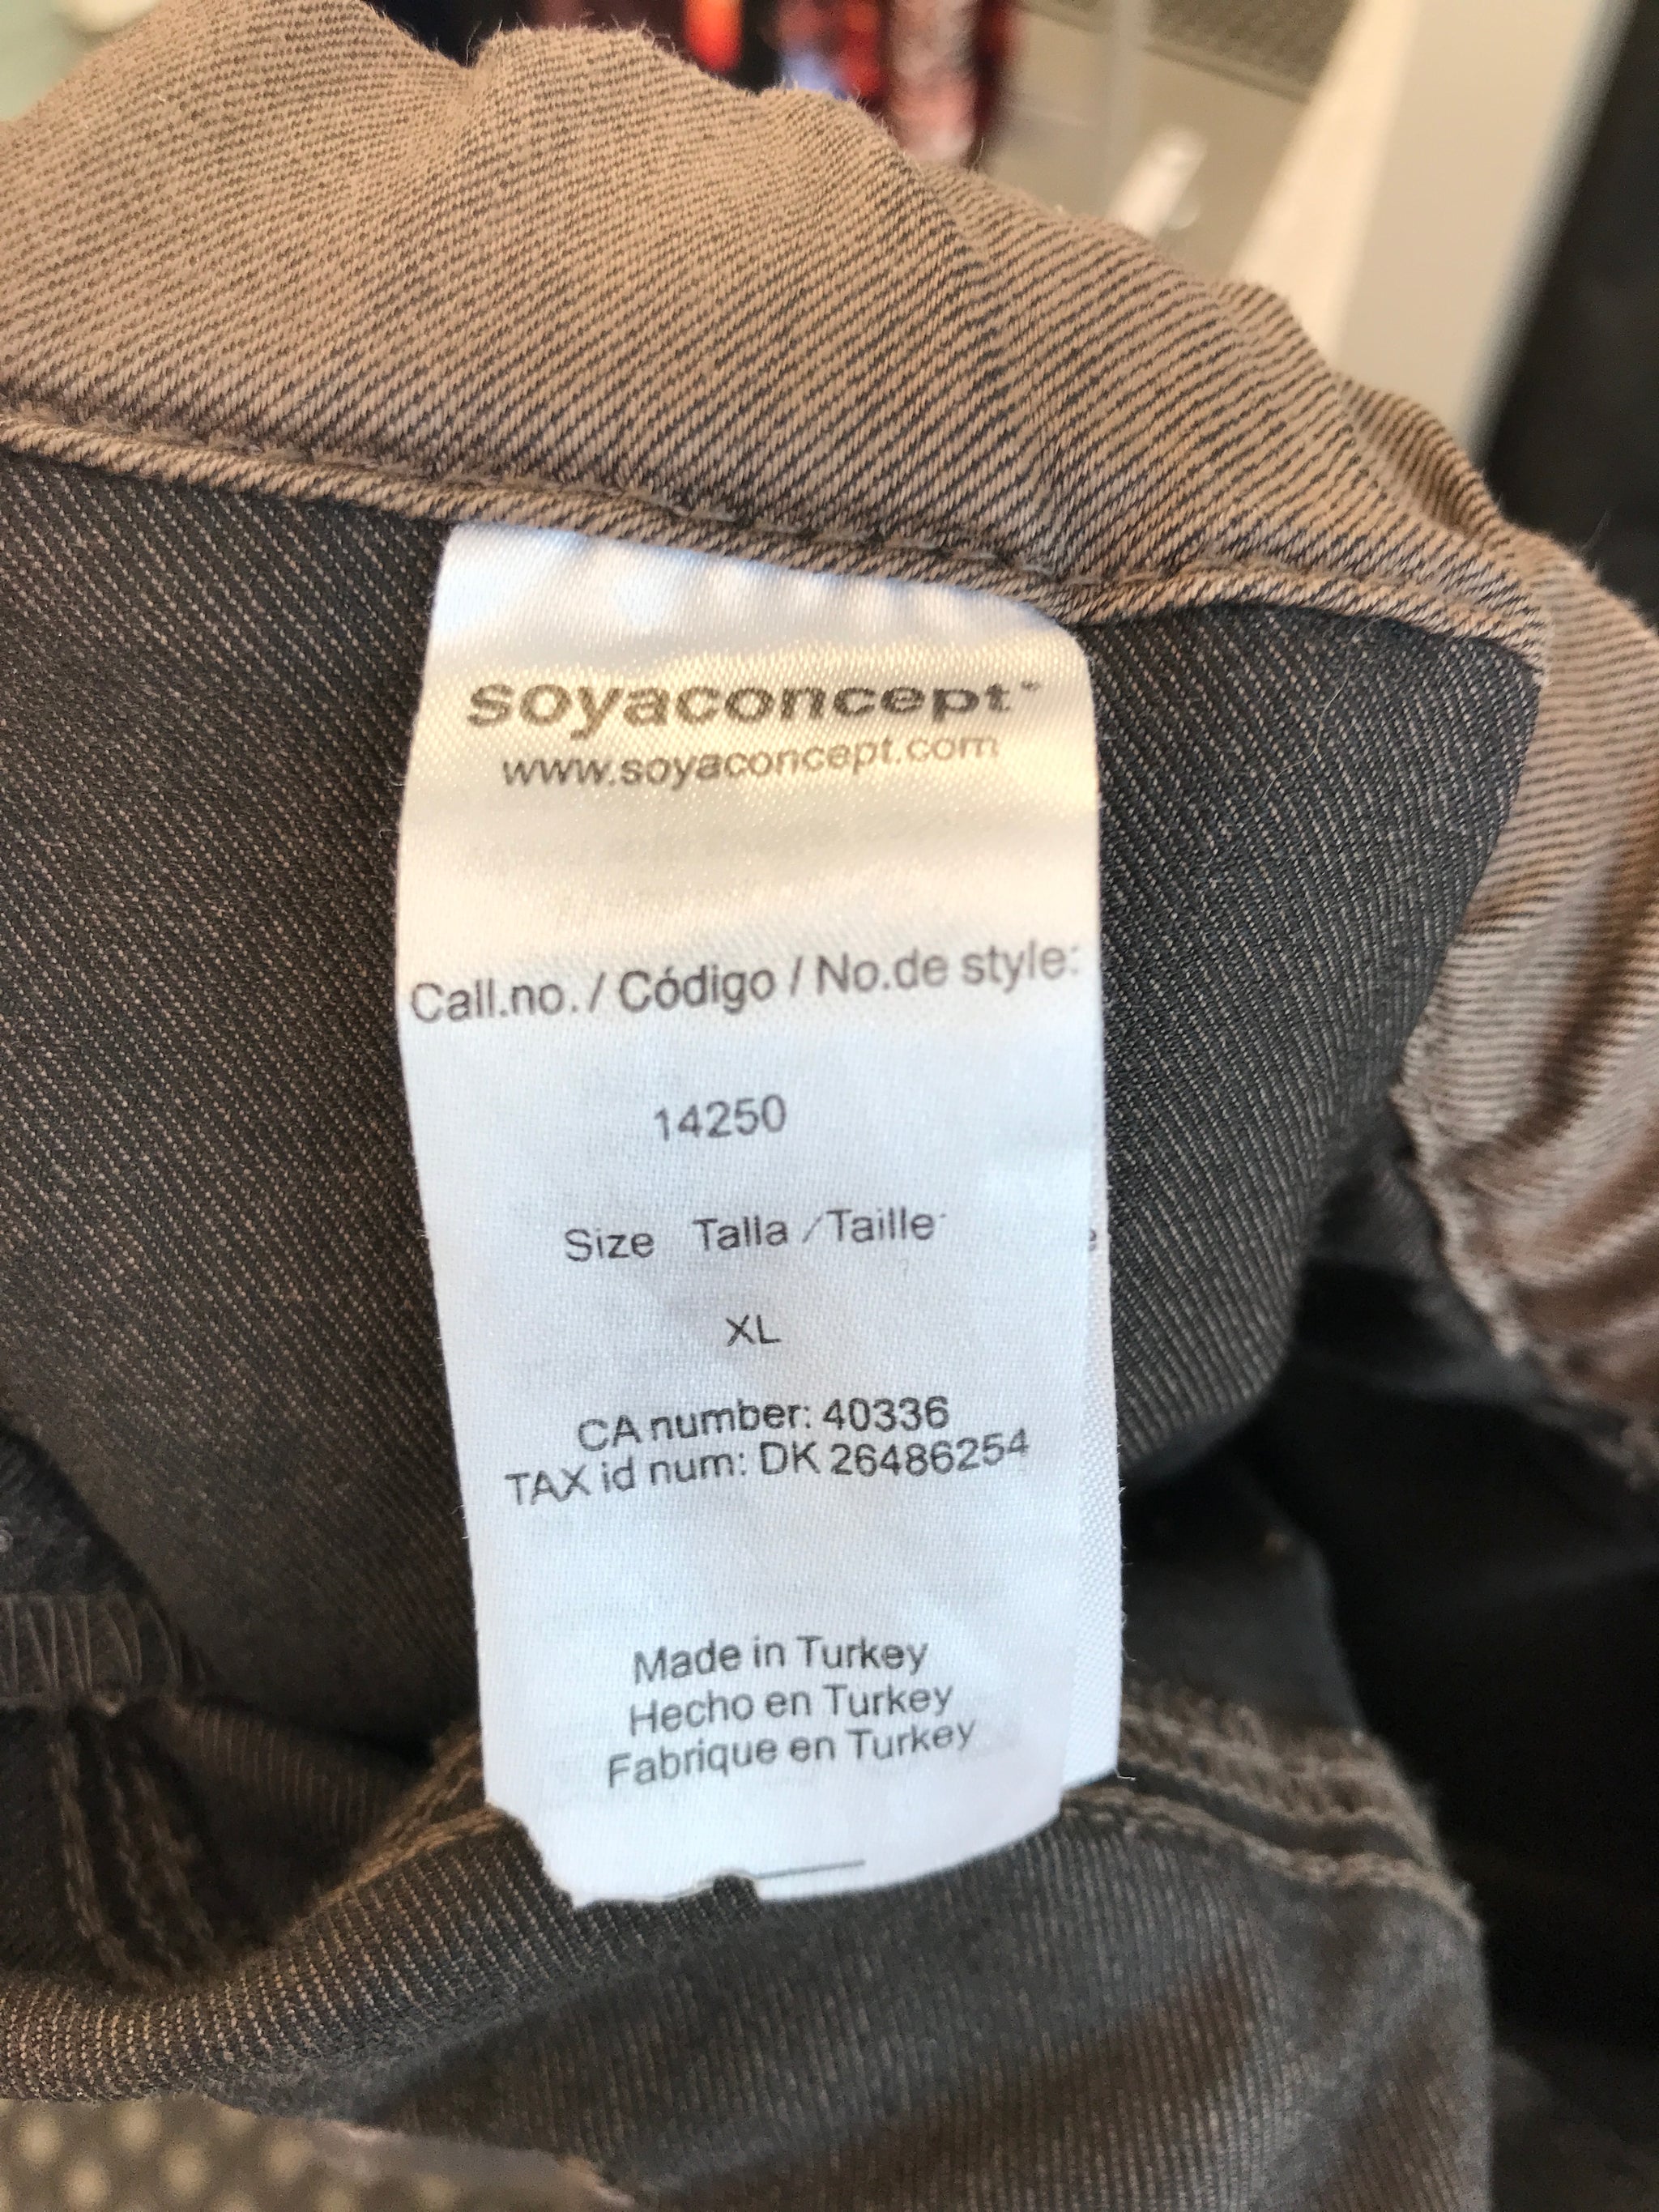 soyaconcept™
www.soyaconcept.com
Call.no. / Código / No.de style:
14250
Size Talla / Taille
XL
CA number: 40336
TAX id num: DK 26486254
Made in Turkey
Hecho en Turkey
Fabrique en Turkey